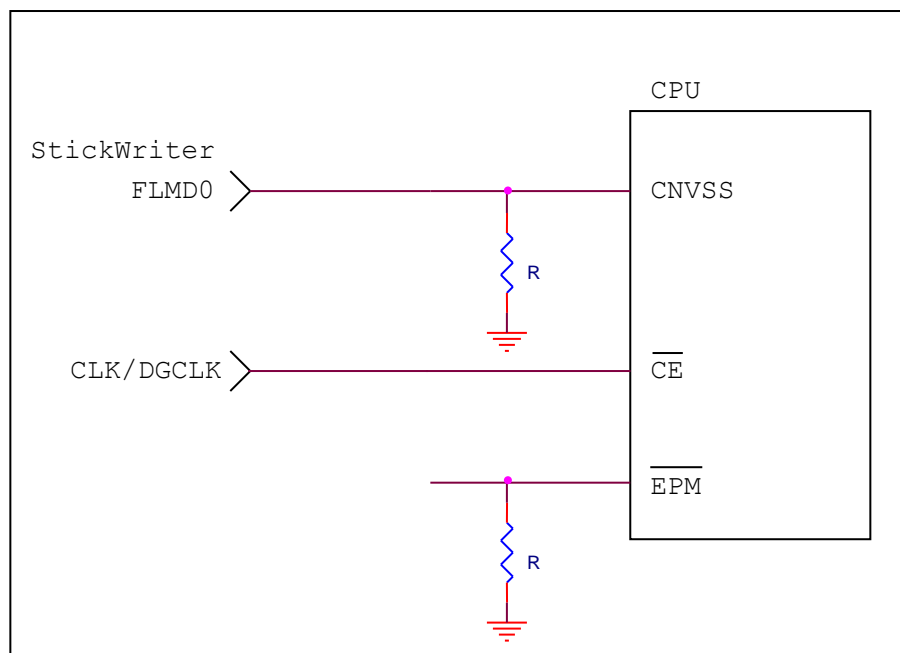 CPU
StickWriter
FLMD0
CNVSS
R
CLK/DGCLK
CE
EPM
R